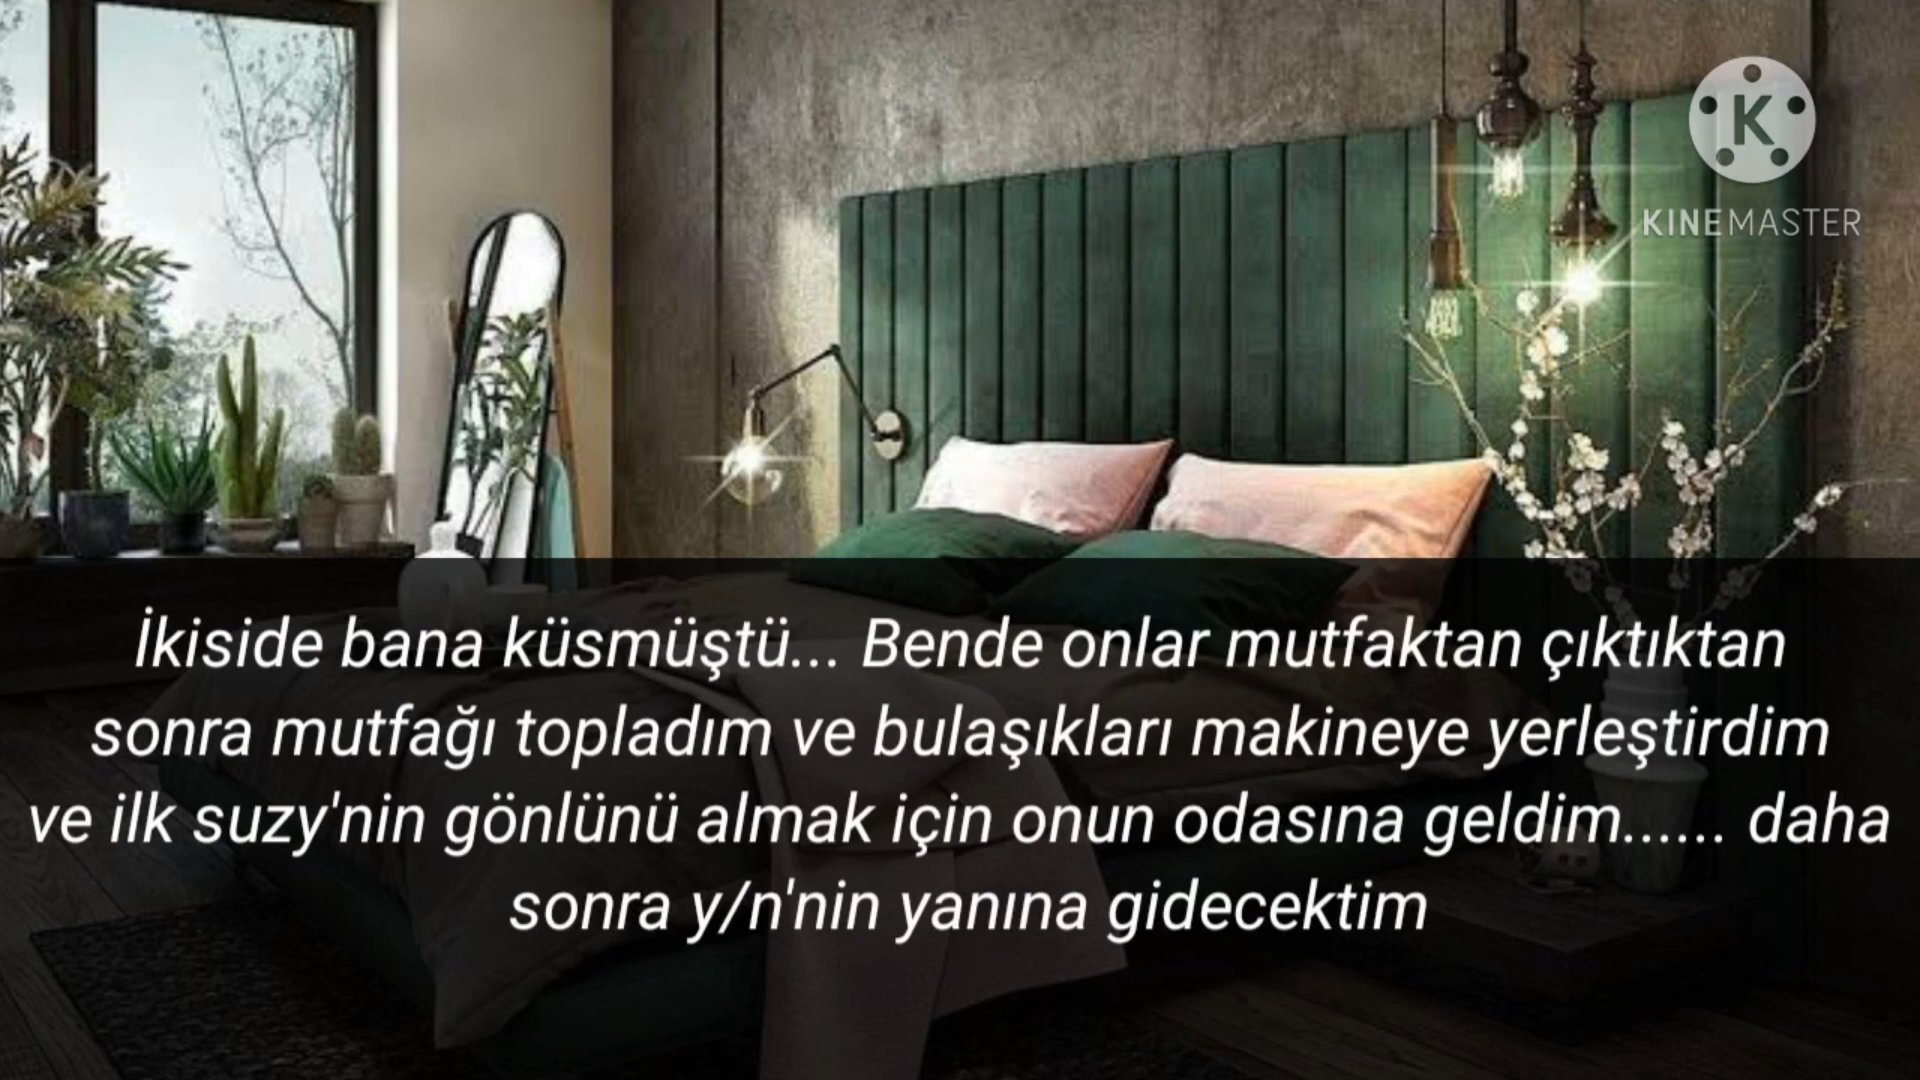 KINEMASTER
İkiside bana küsmüştü... Bende onlar mutfaktan çıktıktan
sonra mutfağı topladım ve bulaşıkları makineye yerleştirdim
ve ilk suzy'nin gönlünü almak için onun odasına geldim...... daha
sonra y/n'nin yanına gidecektim